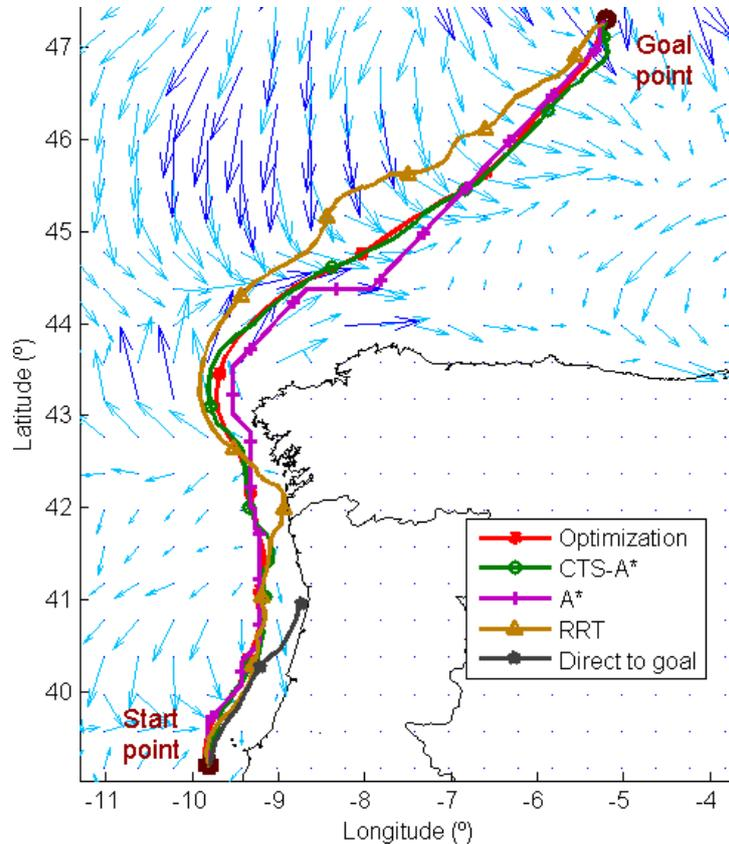 47
46
45
44
43
42
41
40
Latitude (º)
Goal
point
Start
point
Optimization
CTS-A*
A*
RRT
Direct to goal
-11
-10
-9
-8
-7
-6
-5
-4
Longitude (º)